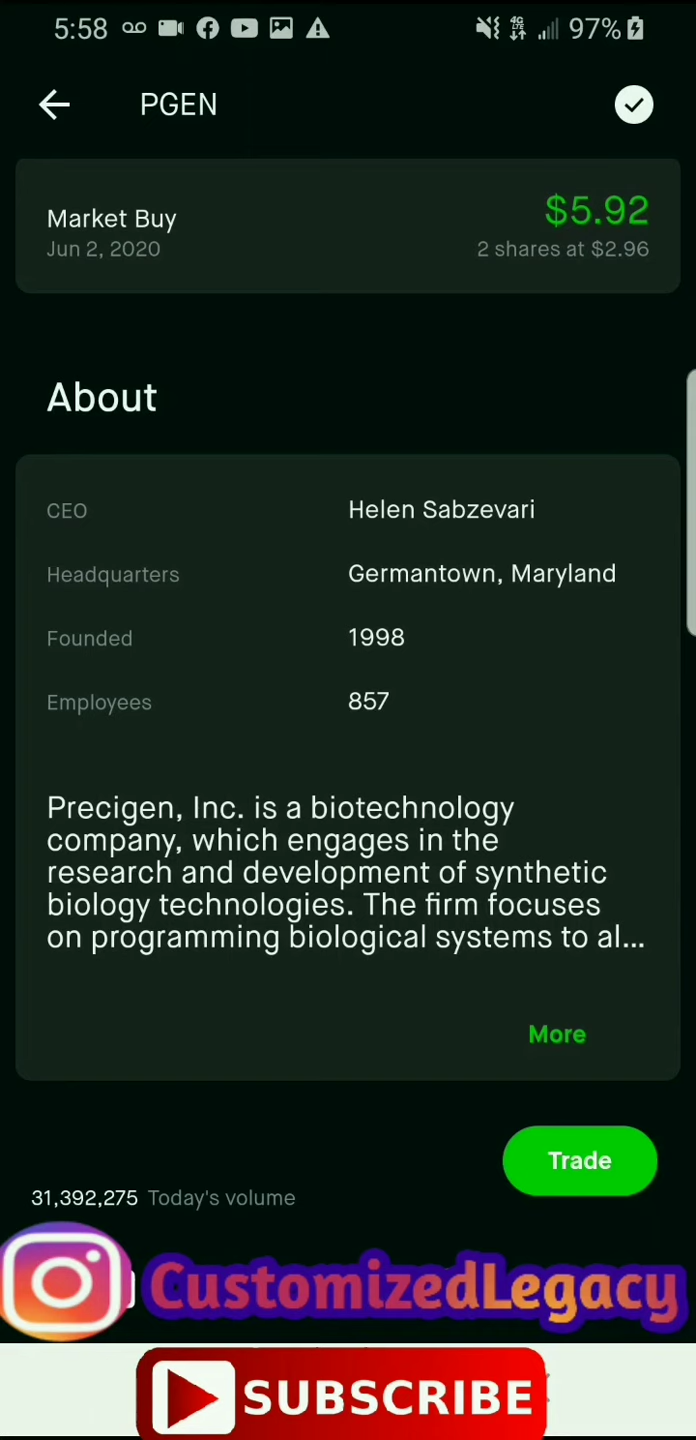 5:58
4G
LTE
97%
PGEN
Market Buy
$5.92
Jun 2, 2020
2 shares at $2.96
About
CEO
Helen Sabzevari
Headquarters
Germantown, Maryland
Founded
1998
Employees
857
Precigen, Inc. is a biotechnology
company, which engages in the
research and development of synthetic
biology technologies. The firm focuses
on programming biological systems to al...
More
Trade
31,392,275 Today's volume
CustomizedLegacy
SUBSCRIBE